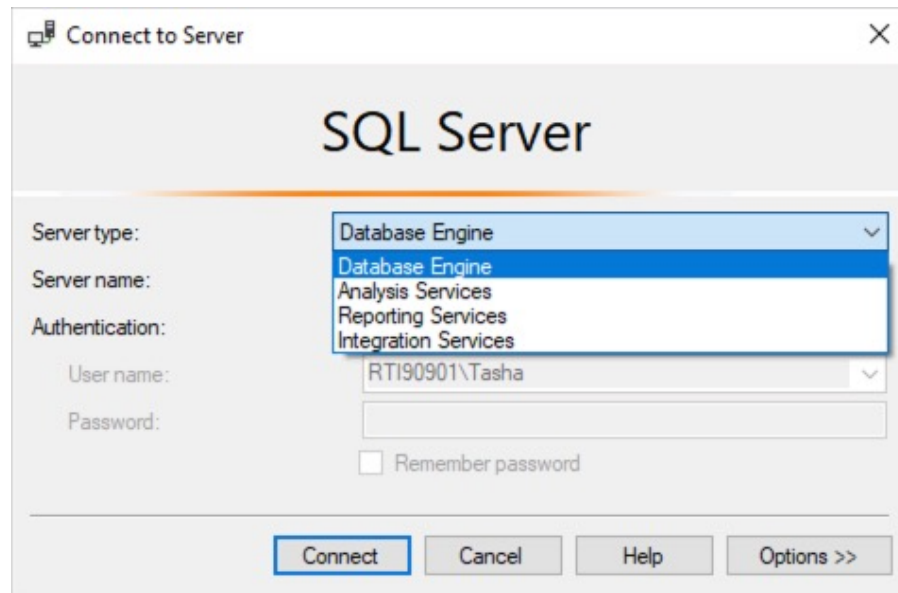 Connect to Server
SQL Server
Server type:
Database Engine
Database Engine
Server name:
Analysis Services
Reporting Services
Authentication:
Integration Services
User name:
RTI90901\Tasha
Password:
Remember password
Connect
Cancel
Help
Options >>